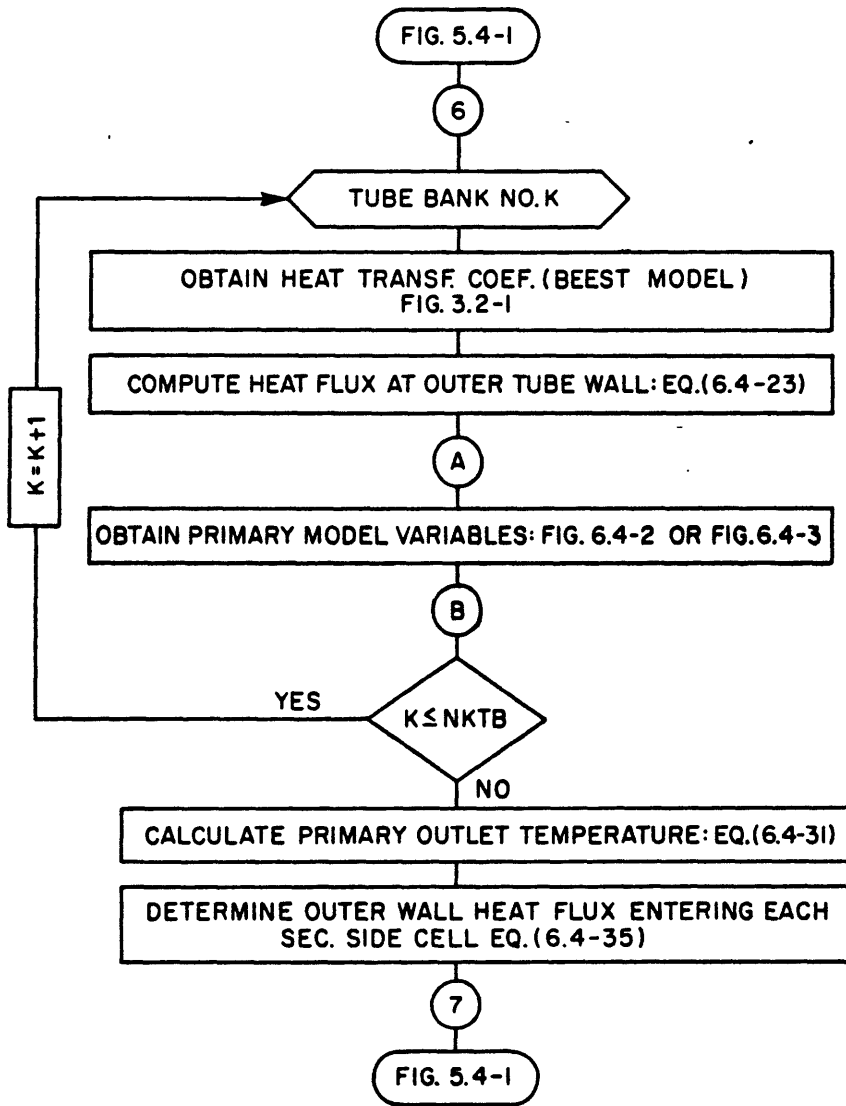 FIG. 5.4-1
6
TUBE BANK NO. K
OBTAIN HEAT TRANSF. COEF. (BEEST MODEL)
FIG. 3.2-1
COMPUTE HEAT FLUX AT OUTER TUBE WALL: EQ.(6.4-23)
K=K+1
A
OBTAIN PRIMARY MODEL VARIABLES: FIG. 6.4-2 OR FIG.6.4-3
B
YES
K ≤ NKTB
NO
CALCULATE PRIMARY OUTLET TEMPERATURE: EQ.(6.4-31)
DETERMINE OUTER WALL HEAT FLUX ENTERING EACH
SEC. SIDE CELL EQ.(6.4-35)
7
FIG. 5.4-1